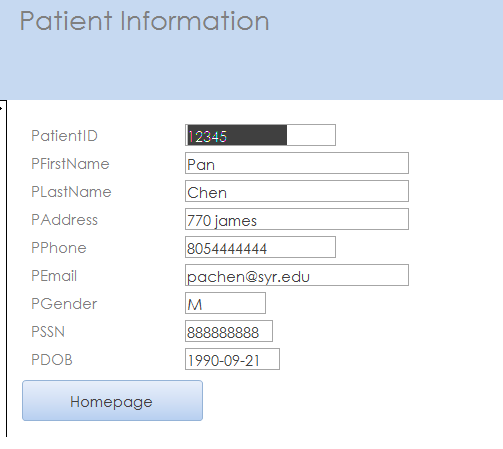 Patient Information
PatientID 12345
PFirstName Pan
PLastName Chen
PAddress 770 james
PPhone 8054444444
PEmail pachen@syr.edu
PGender M
PSSN 888888888
PDOB 1990-09-21
Homepage